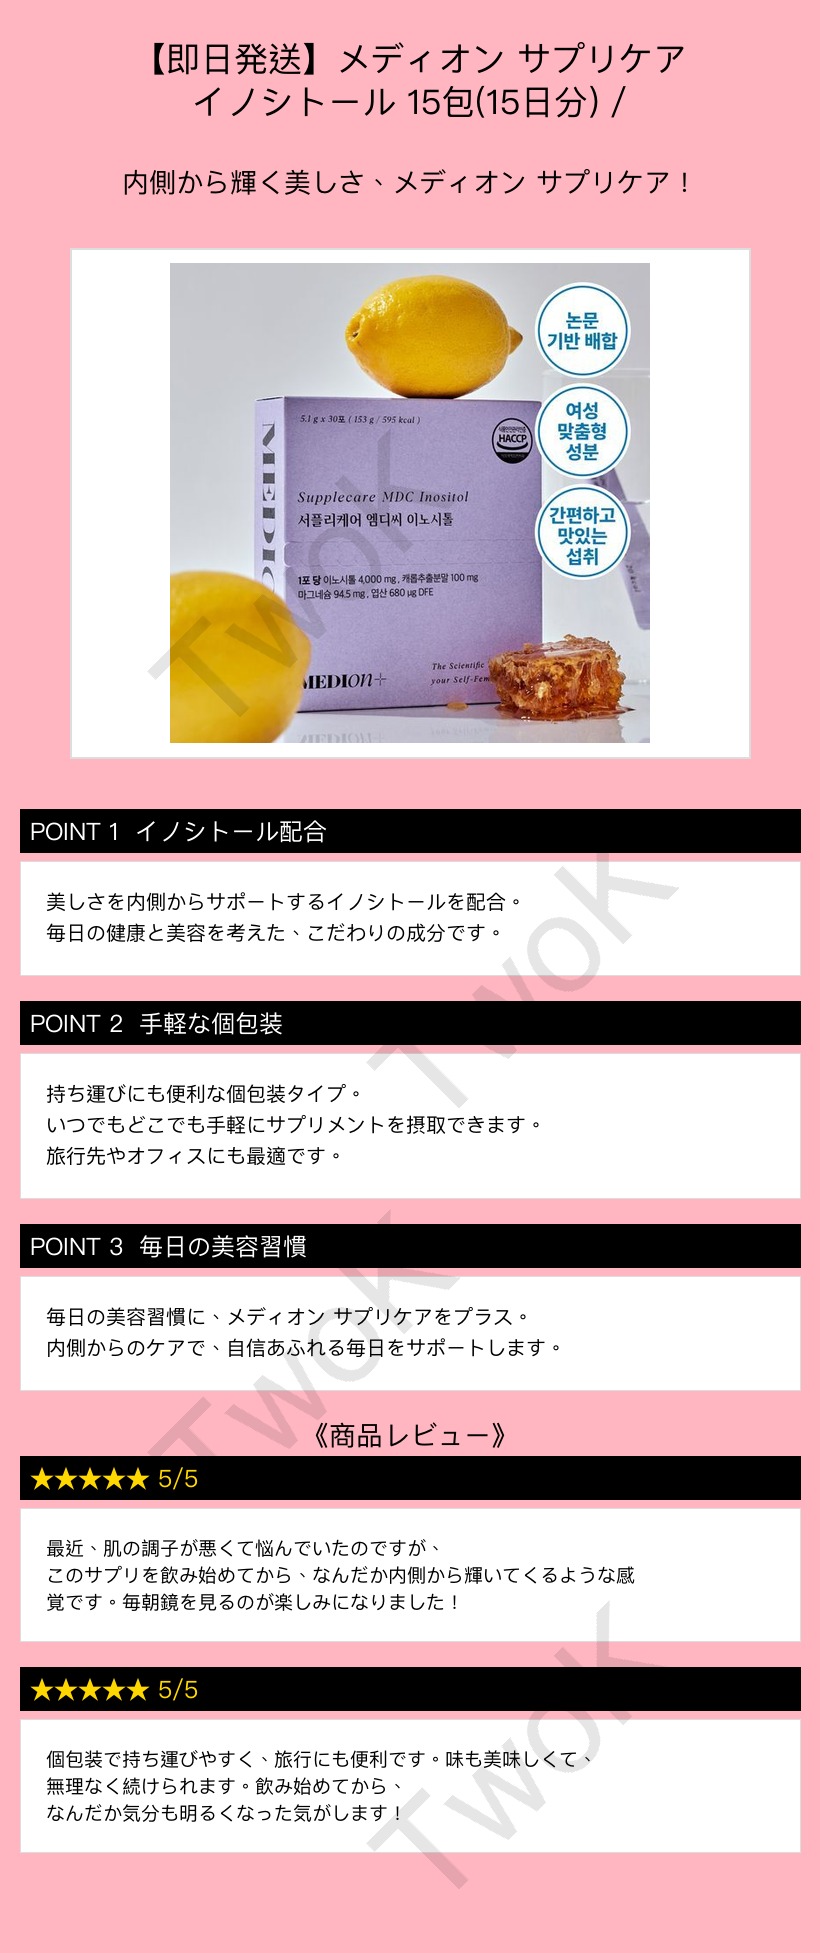 【即日発送】メディオン サプリケア
イノシトール 15包(15日分) /
内側から輝く美しさ、メディオン サプリケア！
논문
기반 배합
여성
맞춤형
성분
간편하고
맛있는
섭취
5.1 g x 30포 ( 153 g / 595 kcal )
HACCP
MEDIO
Supplecare MDC Inositol
서플리케어 엠디씨 이노시톨
1포 당 이노시톨 4,000 mg , 캐롭추출분말 100 mg
마그네슘 94.5 mg , 엽산 680 μg DFE
MEDIon+
The Scientific
your Self-Fem
TwoK
POINT 1 イノシトール配合
美しさを内側からサポートするイノシトールを配合。
毎日の健康と美容を考えた、こだわりの成分です。
TwoK
POINT 2 手軽な個包装
持ち運びにも便利な個包装タイプ。
いつでもどこでも手軽にサプリメントを摂取できます。
旅行先やオフィスにも最適です。
POINT 3 毎日の美容習慣
毎日の美容習慣に、メディオン サプリケアをプラス。
内側からのケアで、自信あふれる毎日をサポートします。
TwoK
《商品レビュー》
★★★★★ 5/5
最近、肌の調子が悪くて悩んでいたのですが、
このサプリを飲み始めてから、なんだか内側から輝いてくるような感
覚です。毎朝鏡を見るのが楽しみになりました！
★★★★★ 5/5
個包装で持ち運びやすく、旅行にも便利です。味も美味しくて、
無理なく続けられます。飲み始めてから、
なんだか気分も明るくなった気がします！
TwoK